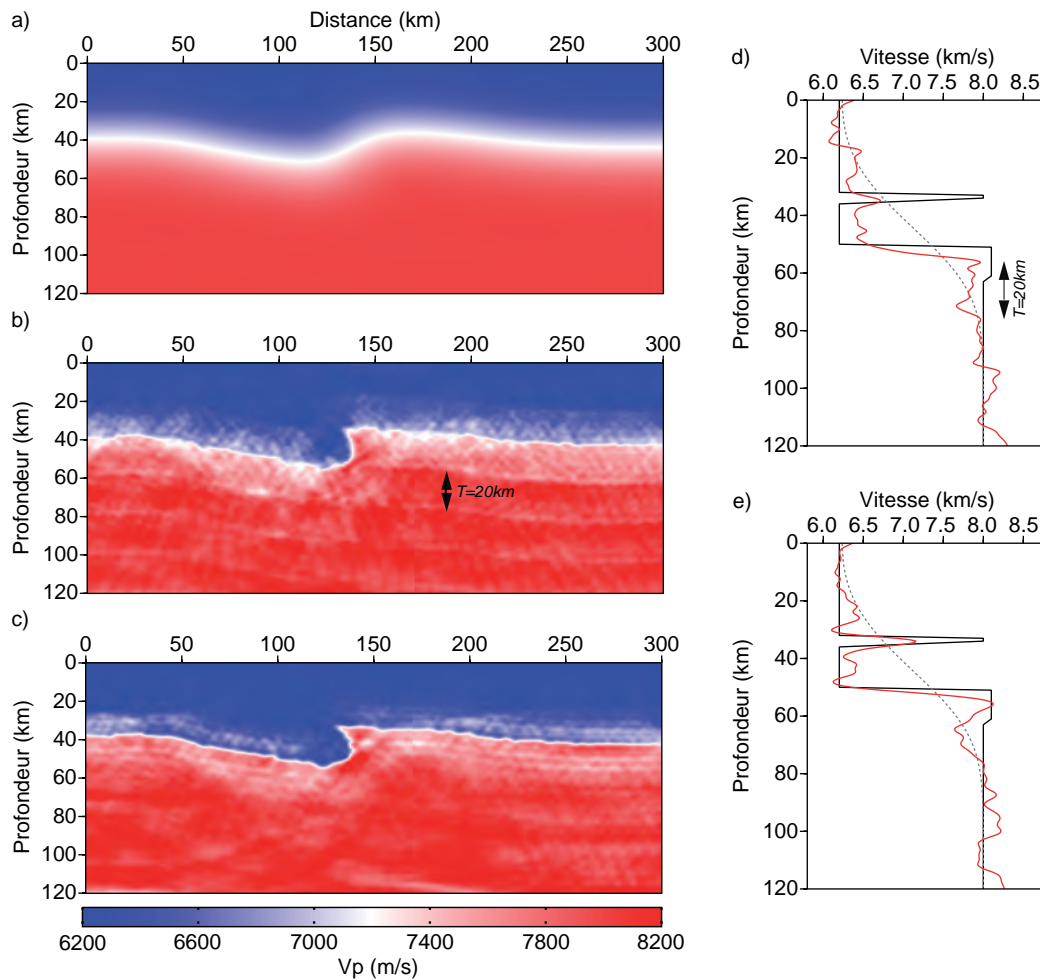 a)
Distance (km)
0 50 100 150 200 250 300
0
20
40
60
80
100
120
Profondeur (km)
b)
0 50 100 150 200 250 300
0
20
40
60
80
100
120
Profondeur (km)
T=20km
c)
0 50 100 150 200 250 300
0
20
40
60
80
100
120
Profondeur (km)
6200 6600 7000 7400 7800 8200
Vp (m/s)
d)
Vitesse (km/s)
6.0 6.5 7.0 7.5 8.0 8.5
0
20
40
60
80
100
120
Profondeur (km)
T=20km
e)
Vitesse (km/s)
6.0 6.5 7.0 7.5 8.0 8.5
0
20
40
60
80
100
120
Profondeur (km)